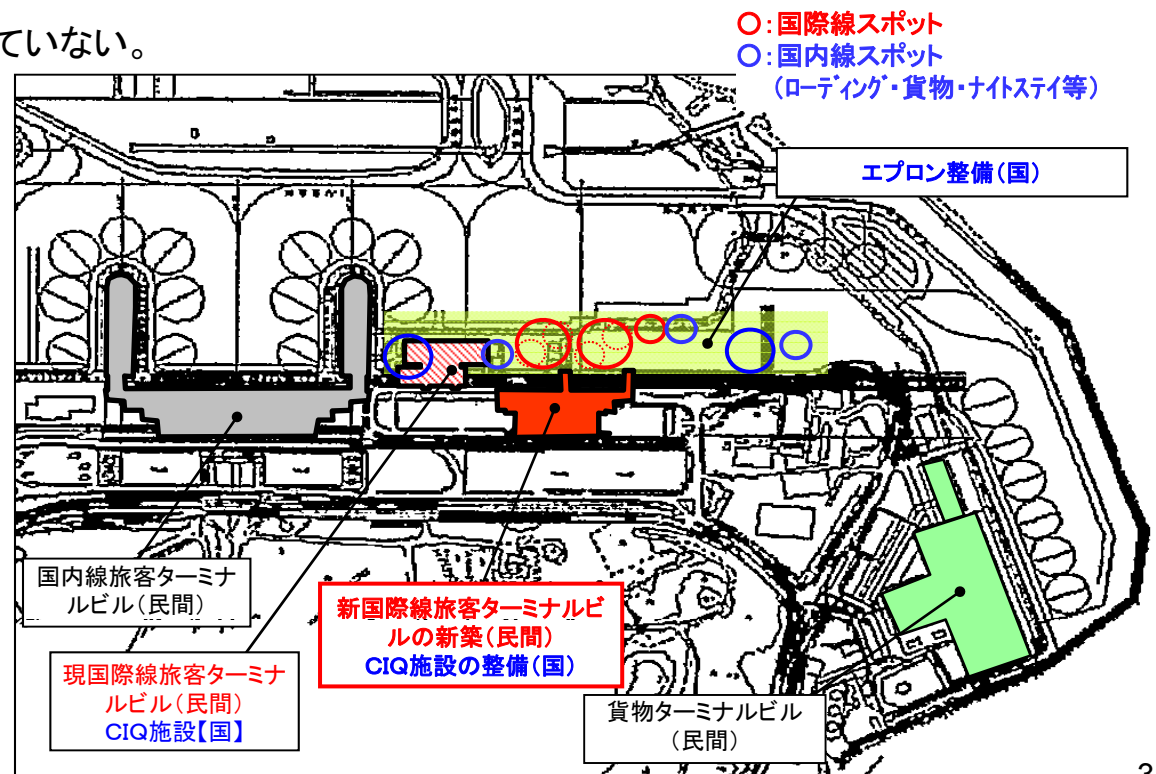 ていない。
○：国際線スポット
○：国内線スポット
（ローディング・貨物・ナイトステイ等）
エプロン整備（国）
国内線旅客ターミナ
ルビル（民間）
現国際線旅客ターミナ
ルビル（民間）
CIQ施設【国】
新国際線旅客ターミナルビ
ルの新築（民間）
CIQ施設の整備（国）
貨物ターミナルビル
（民間）
3